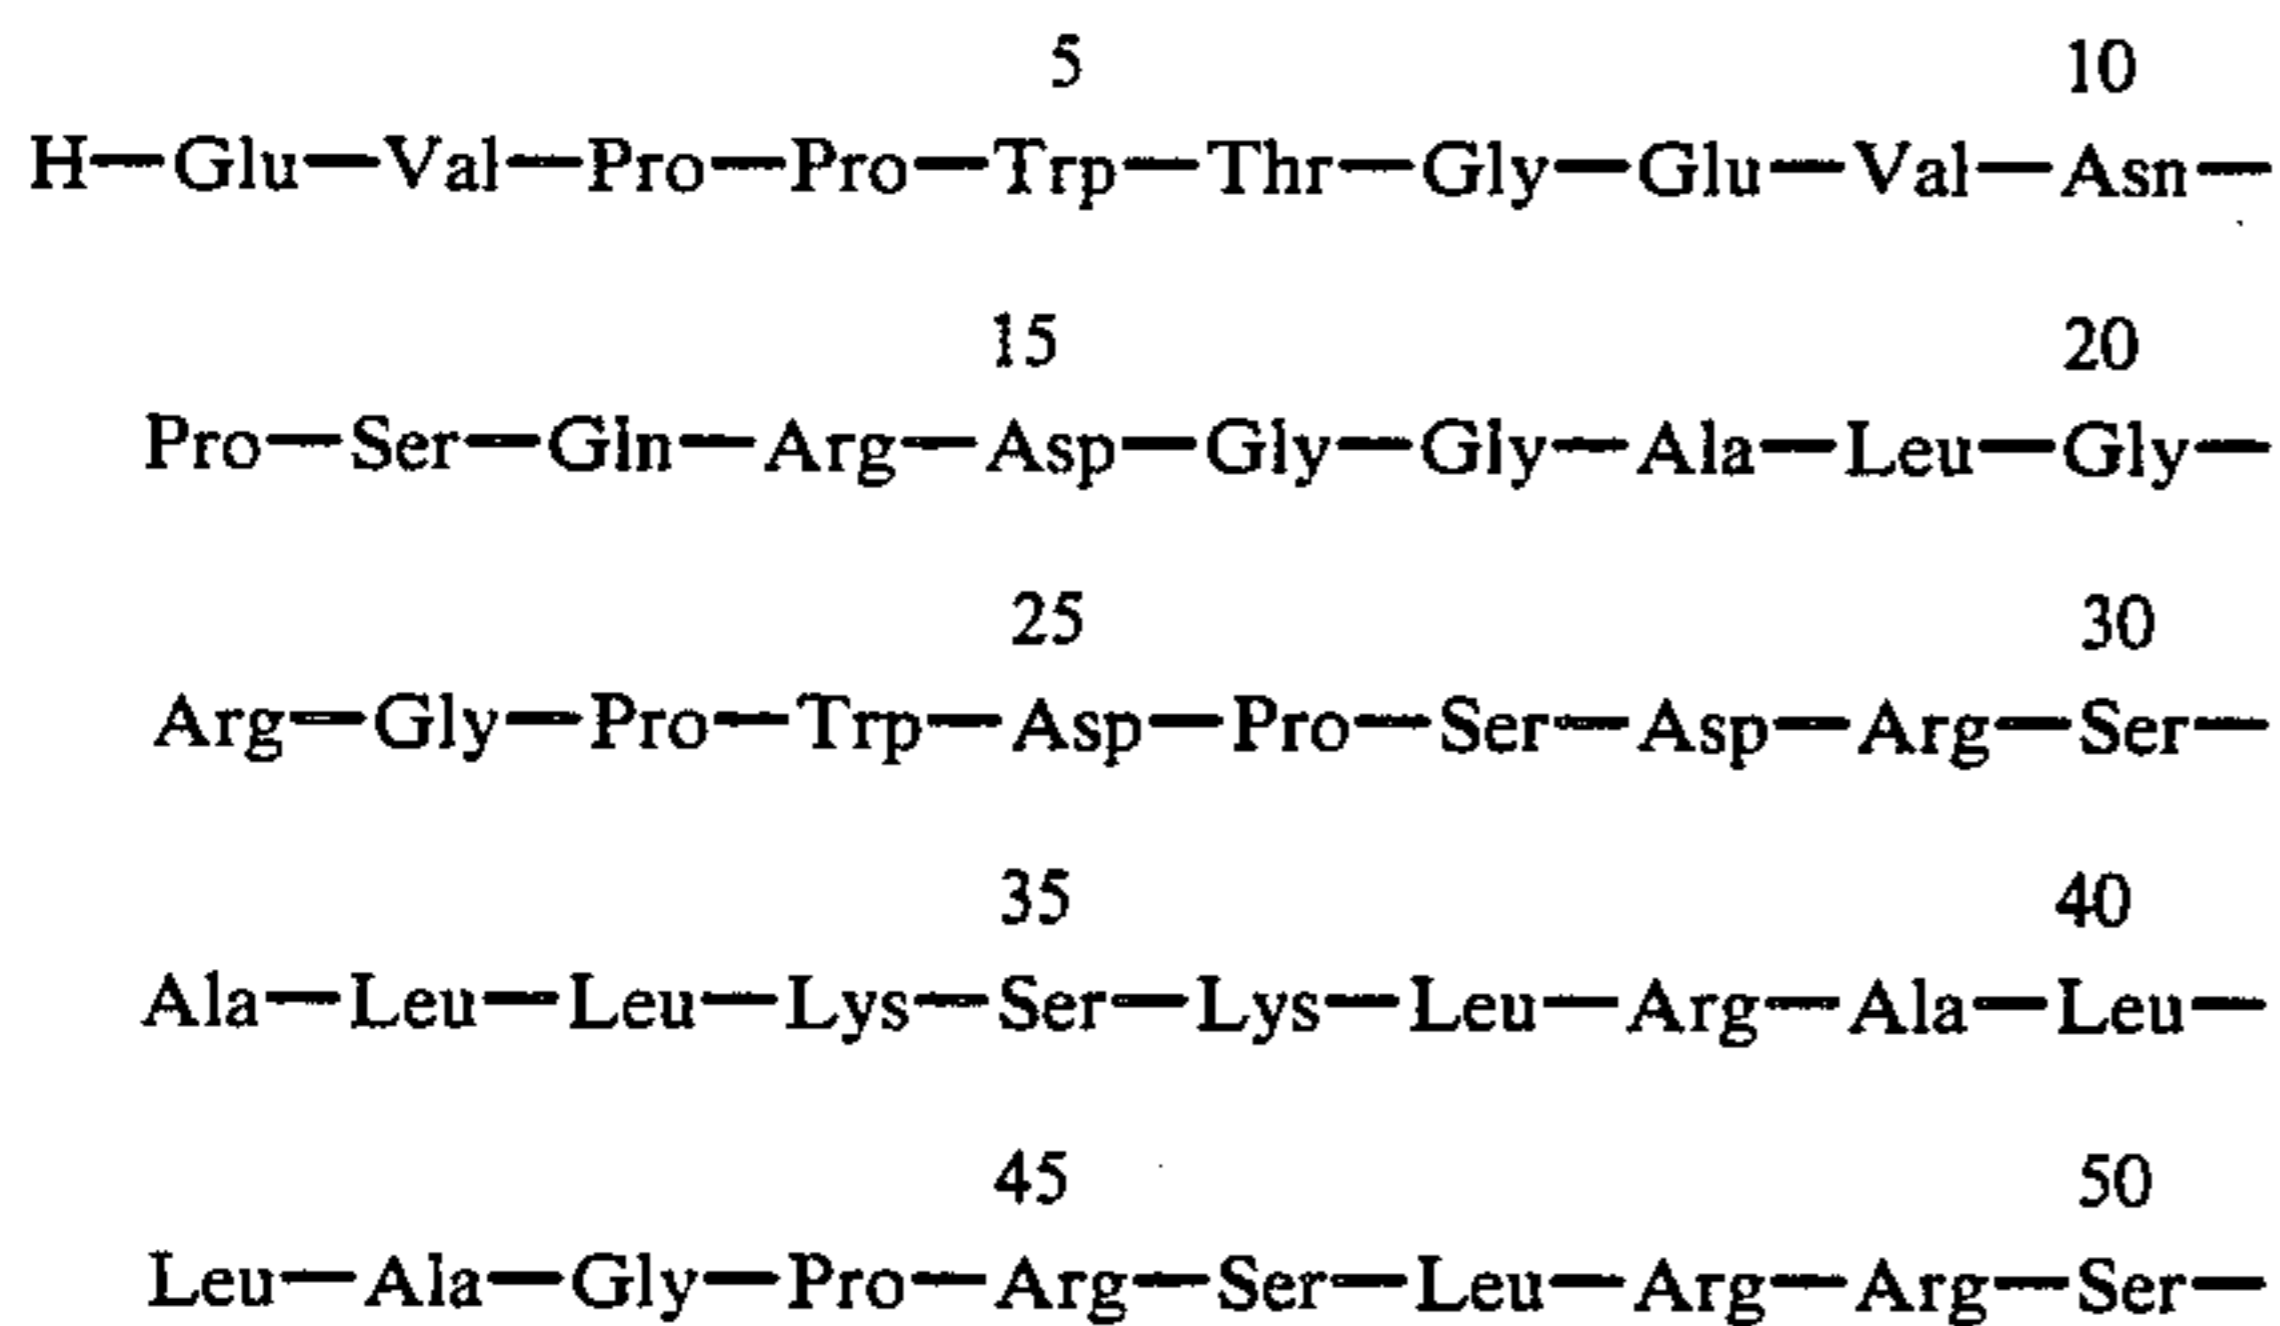 5 10
H—Glu—Val—Pro—Pro—Trp—Thr—Gly—Glu—Val—Asn—
15 20
Pro—Ser—Gln—Arg—Asp—Gly—Gly—Ala—Leu—Gly—
25 30
Arg—Gly—Pro—Trp—Asp—Pro—Ser—Asp—Arg—Ser—
35 40
Ala—Leu—Leu—Lys—Ser—Lys—Leu—Arg—Ala—Leu—
45 50
Leu—Ala—Gly—Pro—Arg—Ser—Leu—Arg—Arg—Ser—